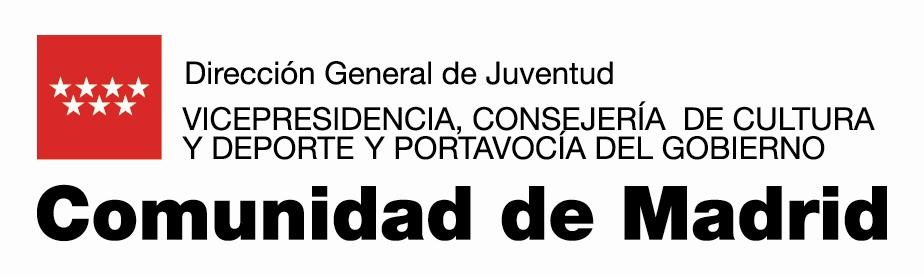 Dirección General de Juventud
VICEPRESIDENCIA, CONSEJERÍA DE CULTURA
Y DEPORTE Y PORTAVOCÍA DEL GOBIERNO
Comunidad de Madrid